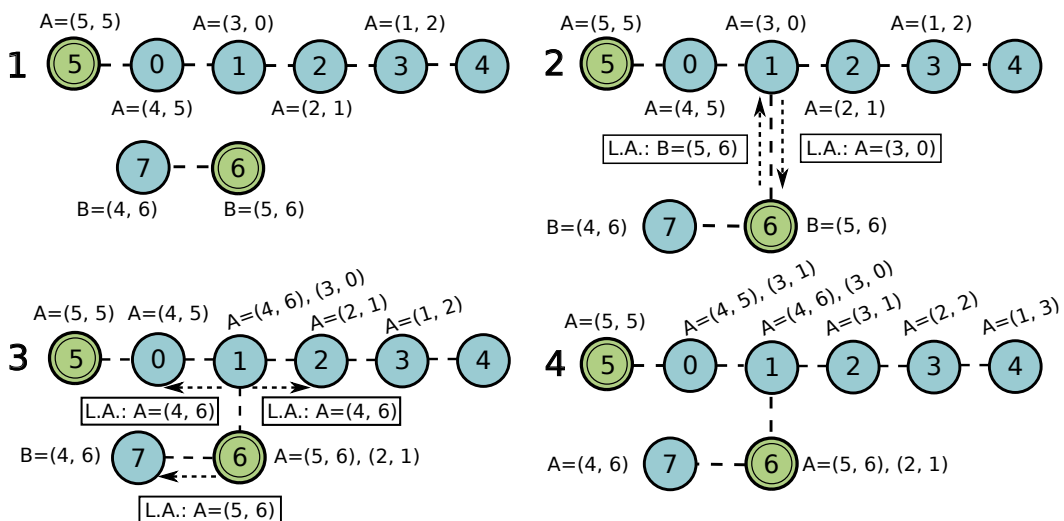 A=(5, 5) A=(3, 0) A=(1, 2)
1 5 0 1 2 3 4
A=(4, 5) A=(2, 1)
7 6
B=(4, 6) B=(5, 6)
A=(5, 5) A=(3, 0) A=(1, 2)
2 5 0 1 2 3 4
A=(4, 5) A=(2, 1)
L.A.: B=(5, 6) L.A.: A=(3, 0)
B=(4, 6) 7 6 B=(5, 6)
A=(5, 5) A=(4, 5) A=(4, 6), (3, 0) A=(2, 1) A=(1, 2)
3 5 0 1 2 3 4
L.A.: A=(4, 6) L.A.: A=(4, 6)
B=(4, 6) 7 6 A=(5, 6), (2, 1)
L.A.: A=(5, 6)
A=(5, 5) A=(4, 5), (3, 1) A=(4, 6), (3, 0) A=(3, 1) A=(2, 2) A=(1, 3)
4 5 0 1 2 3 4
A=(4, 6) 7 6 A=(5, 6), (2, 1)